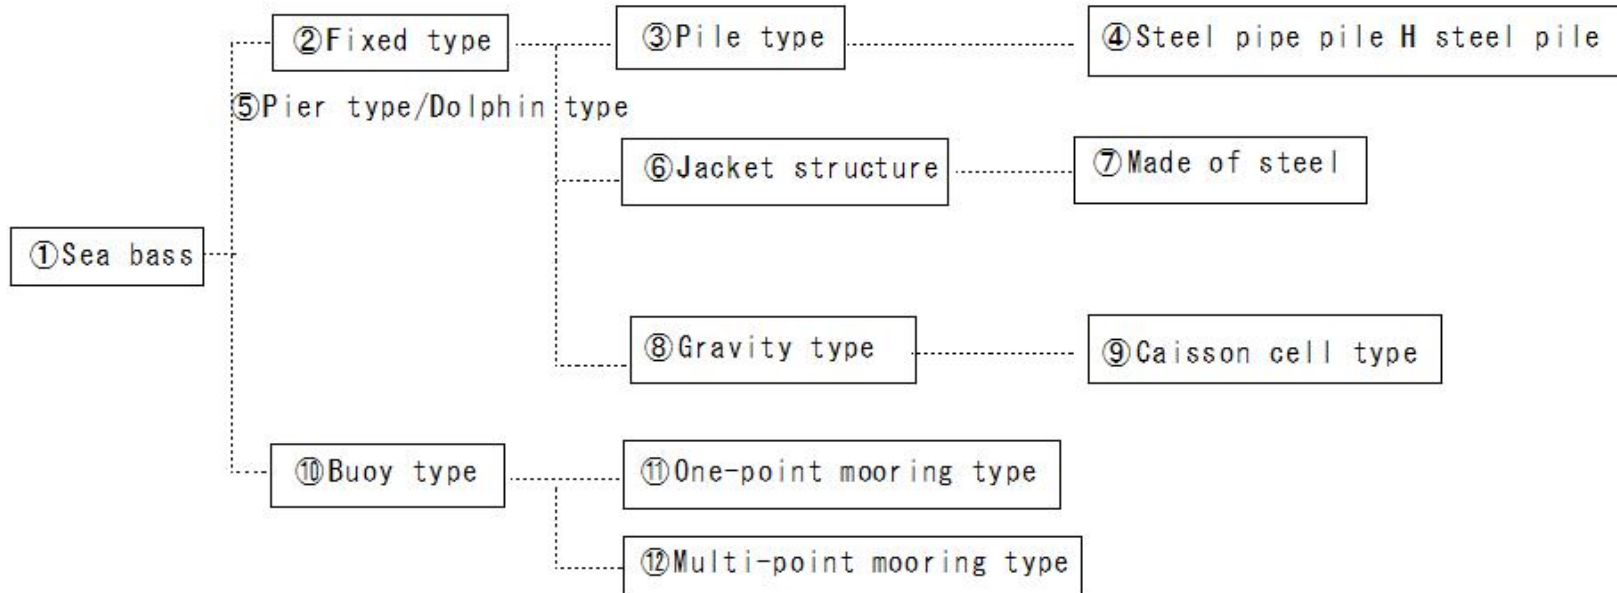 ②Fixed type
③Pile type
④Steel pipe pile H steel pile
⑤Pier type/Dolphin type
⑥Jacket structure
⑦Made of steel
①Sea bass
⑧Gravity type
⑨Caisson cell type
⑩Buoy type
⑪One-point mooring type
⑫Multi-point mooring type